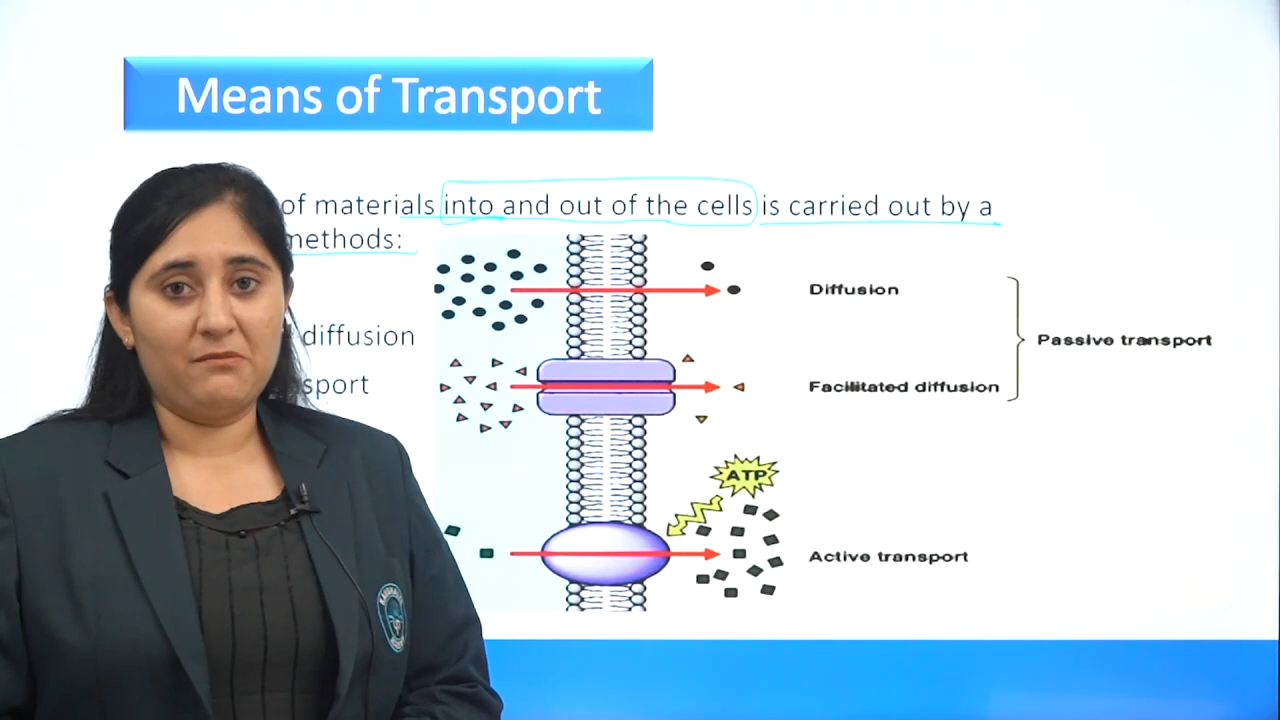 Means of Transport
of materials into and out of the cells is carried out by a
methods:
Diffusion
diffusion
Passive transport
sport
Facilitated diffusion
ATP
Active transport